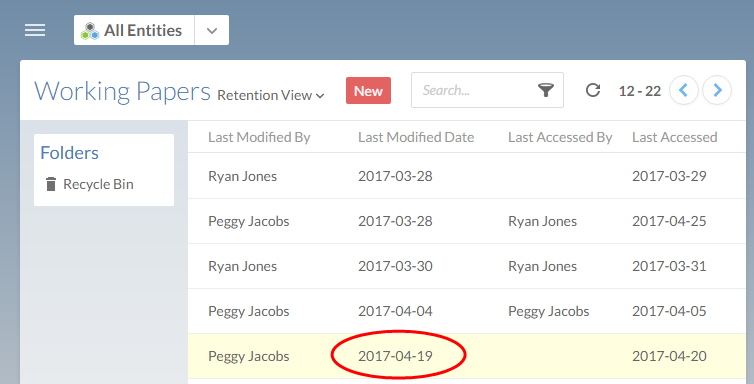 All Entities
Working Papers Retention View New Search... 12 - 22
Folders
Recycle Bin
Last Modified By Last Modified Date Last Accessed By Last Accessed
Ryan Jones 2017-03-28 2017-03-29
Peggy Jacobs 2017-03-28 Ryan Jones 2017-04-25
Ryan Jones 2017-03-30 Ryan Jones 2017-03-31
Peggy Jacobs 2017-04-04 Peggy Jacobs 2017-04-05
Peggy Jacobs 2017-04-19 2017-04-20